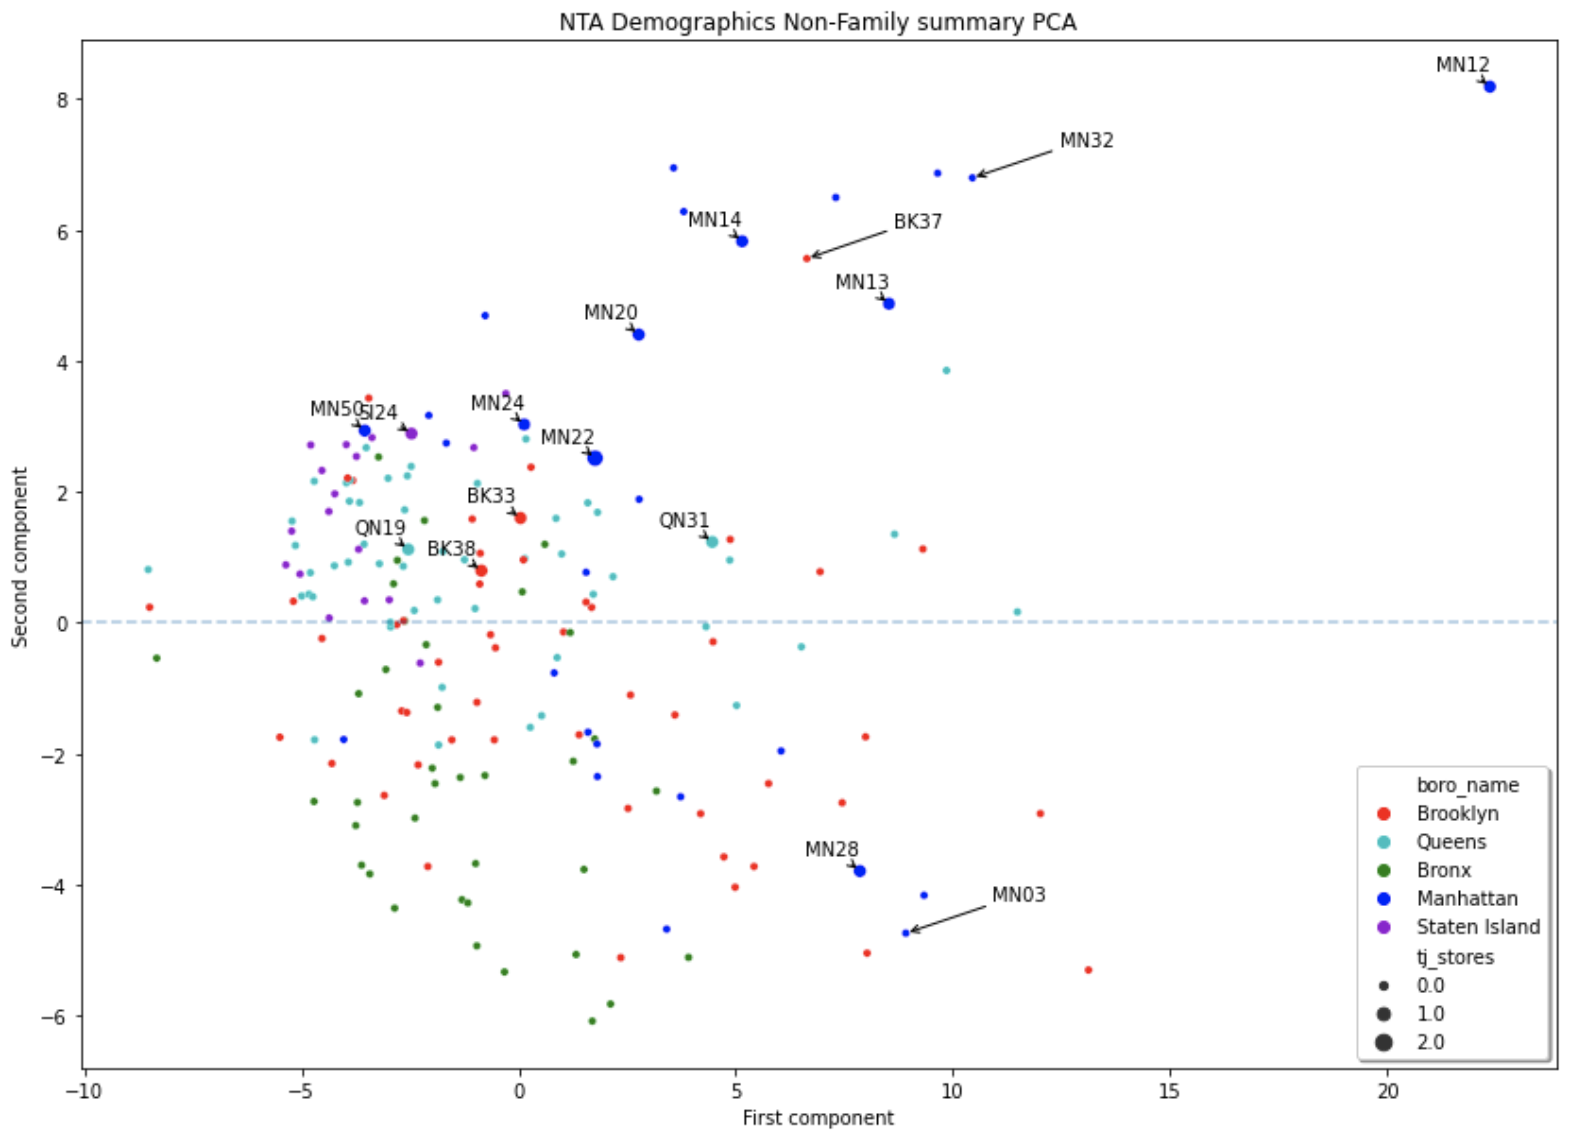 NTA Demographics Non-Family summary PCA
MN12
8
MN32
MN14
6
BK37
MN13
MN20
4
MN50
SI24
MN24
MN22
2
BK33
QN19
QN31
BK38
Second component
0
−2
boro_name
Brooklyn
Queens
MN28
Bronx
−4
MN03
Manhattan
Staten Island
tj_stores
0.0
−6
1.0
2.0
−10 −5 0 5 10 15 20
First component